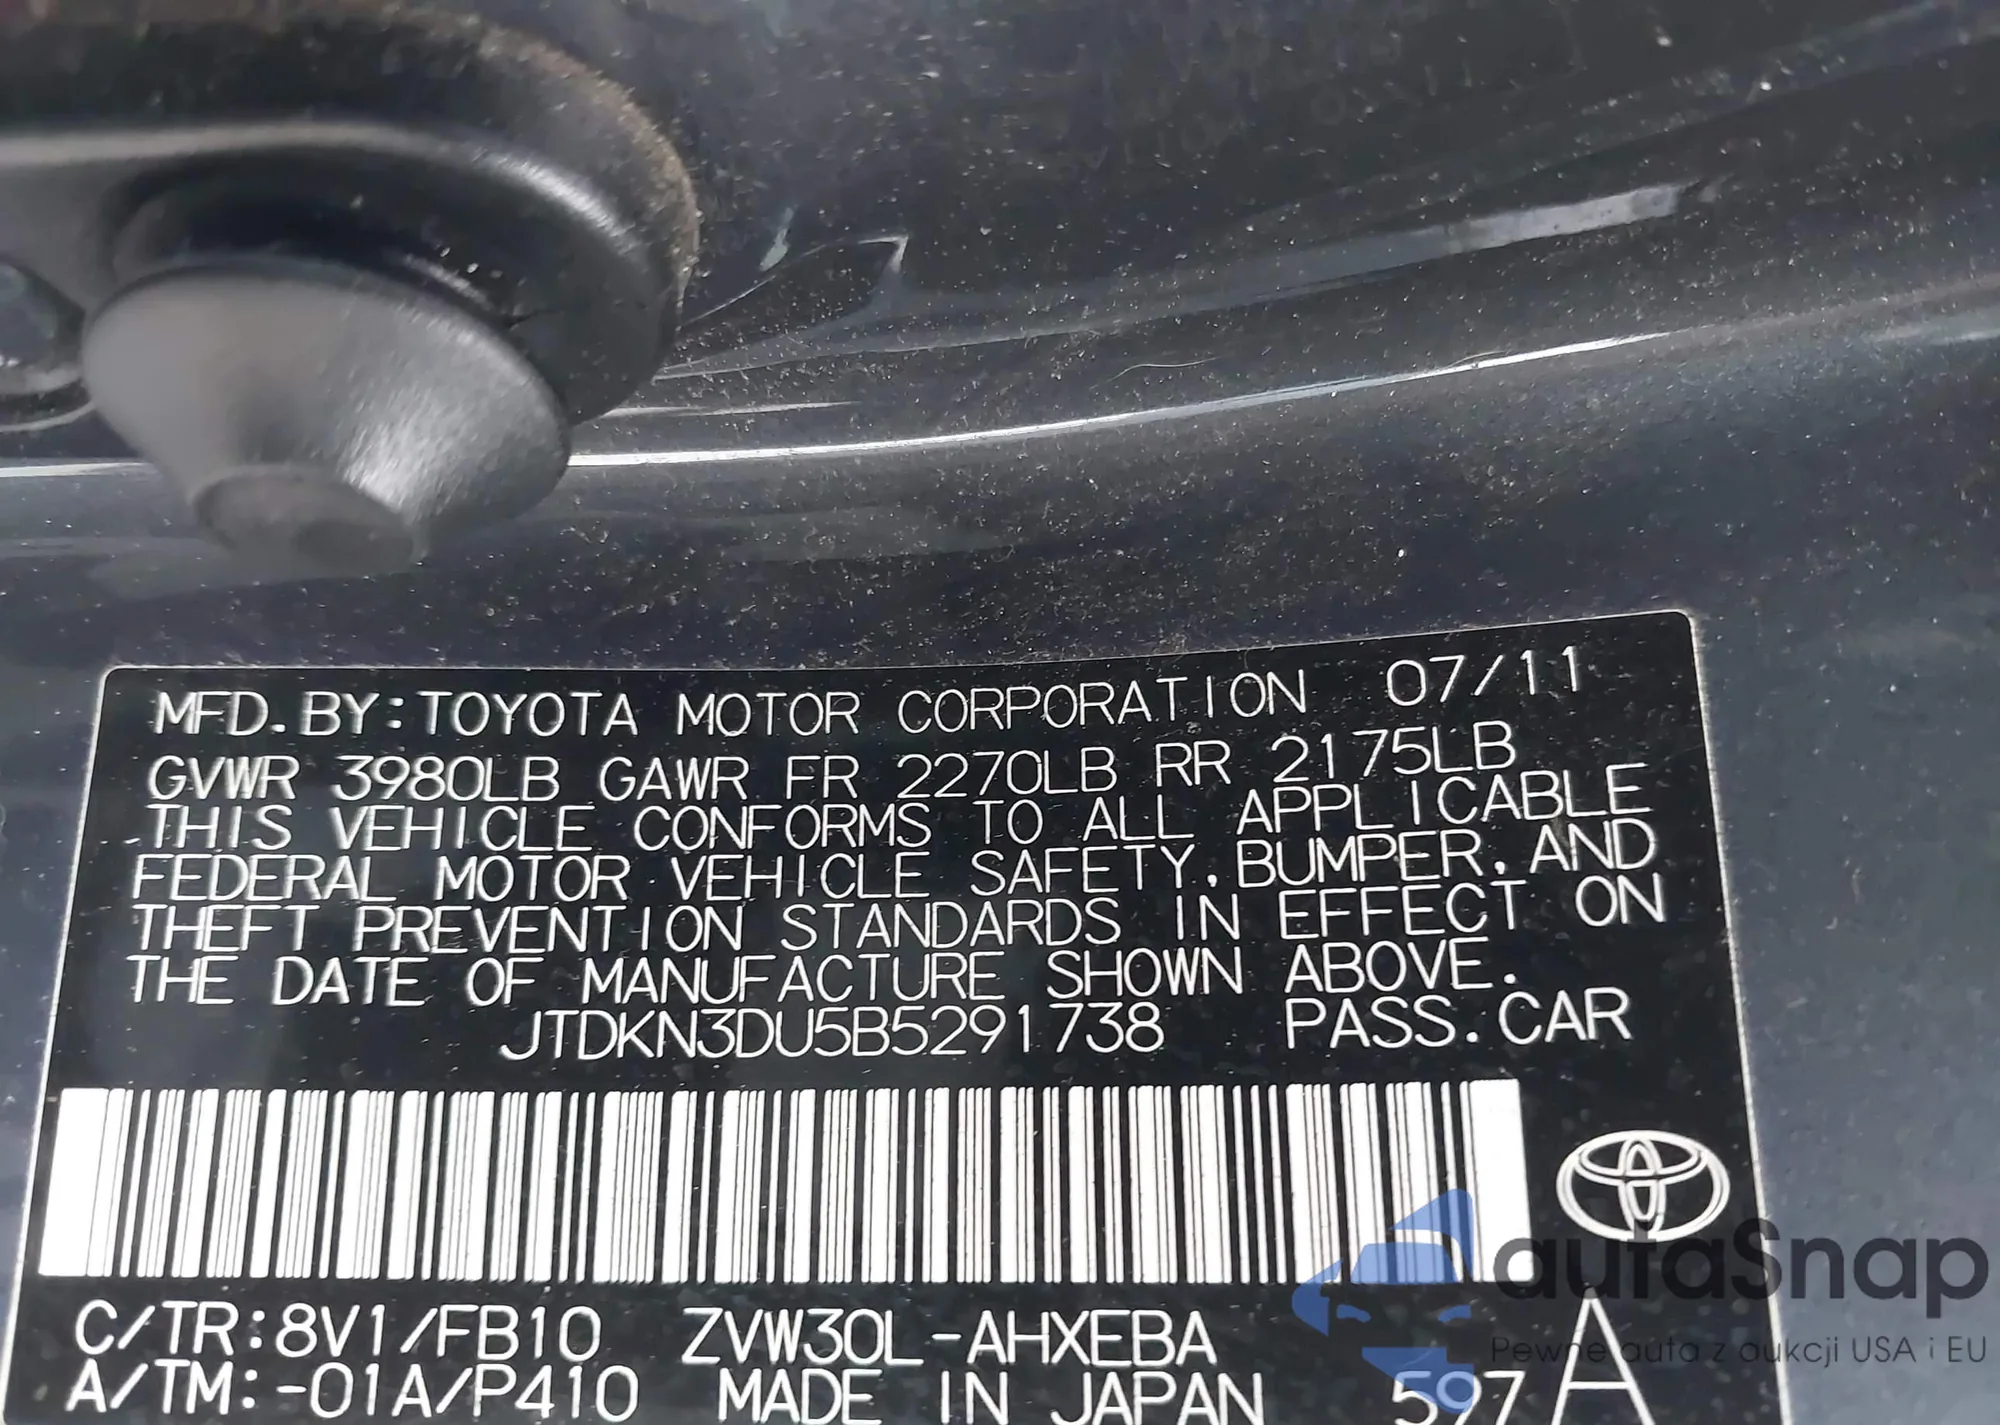 MFD.BY:TOYOTA MOTOR CORPORATION 07/11
GVWR 3980LB GAWR FR 2270LB RR 2175LB
THIS VEHICLE CONFORMS TO ALL APPLICABLE
FEDERAL MOTOR VEHICLE SAFETY, BUMPER, AND
THEFT PREVENTION STANDARDS IN EFFECT ON
THE DATE OF MANUFACTURE SHOWN ABOVE.
JTDKN3DU5B5291738 PASS.CAR
C/TR:8V1/FB10 ZVW30L-AHXEBA
A/TM:-01A/P410 MADE IN JAPAN 597 A
autaSnap
Pewne auta z aukcji USA i EU